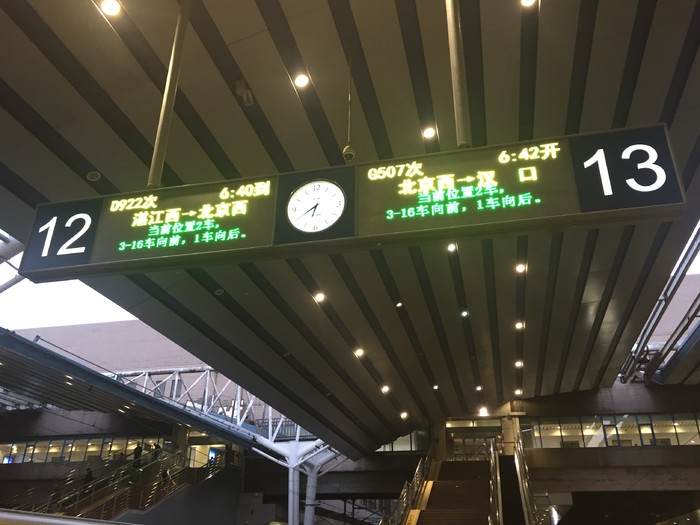 12
D922次 6:40到
湛江西→北京西
当前位置2车,
3-16车向前, 1车向后。
G507次 6:42开
北京西→汉 口
当前位置2车,
3-16车向前, 1车向后。
13